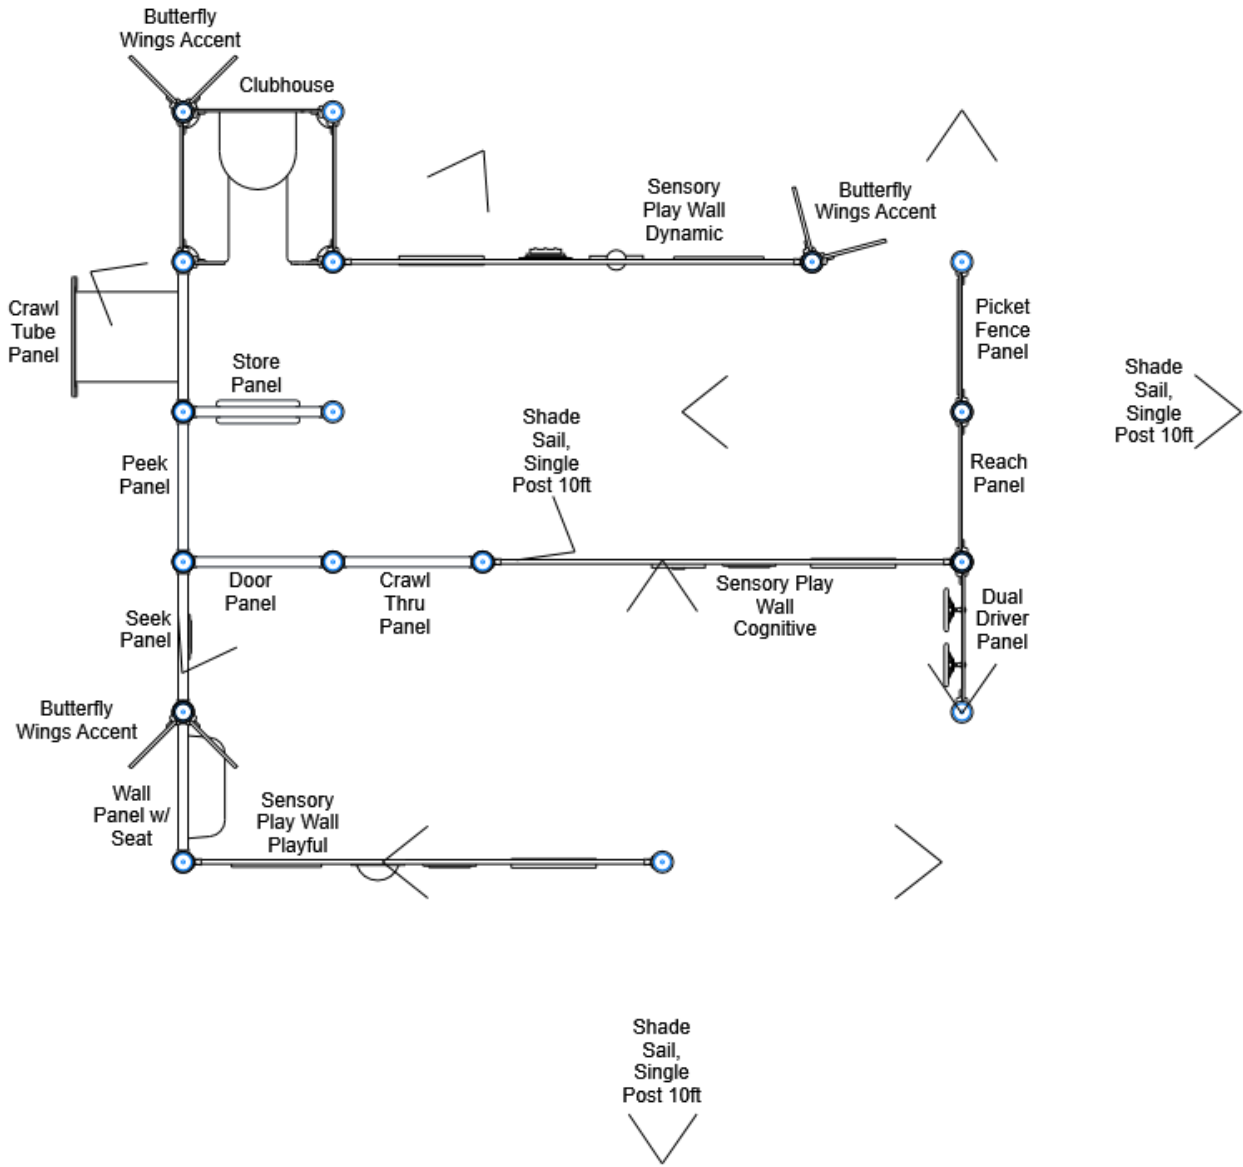 Butterfly
Wings Accent
Clubhouse
Sensory
Play Wall
Dynamic
Butterfly
Wings Accent
Crawl
Tube
Panel
Picket
Fence
Panel
Store
Panel
Shade
Sail,
Single
Post 10ft
Shade
Sail,
Single
Post 10ft
Peek
Panel
Reach
Panel
Door
Panel
Crawl
Thru
Panel
Sensory Play
Wall
Cognitive
Dual
Driver
Panel
Seek
Panel
Butterfly
Wings Accent
Wall
Panel w/
Seat
Sensory
Play Wall
Playful
Shade
Sail,
Single
Post 10ft